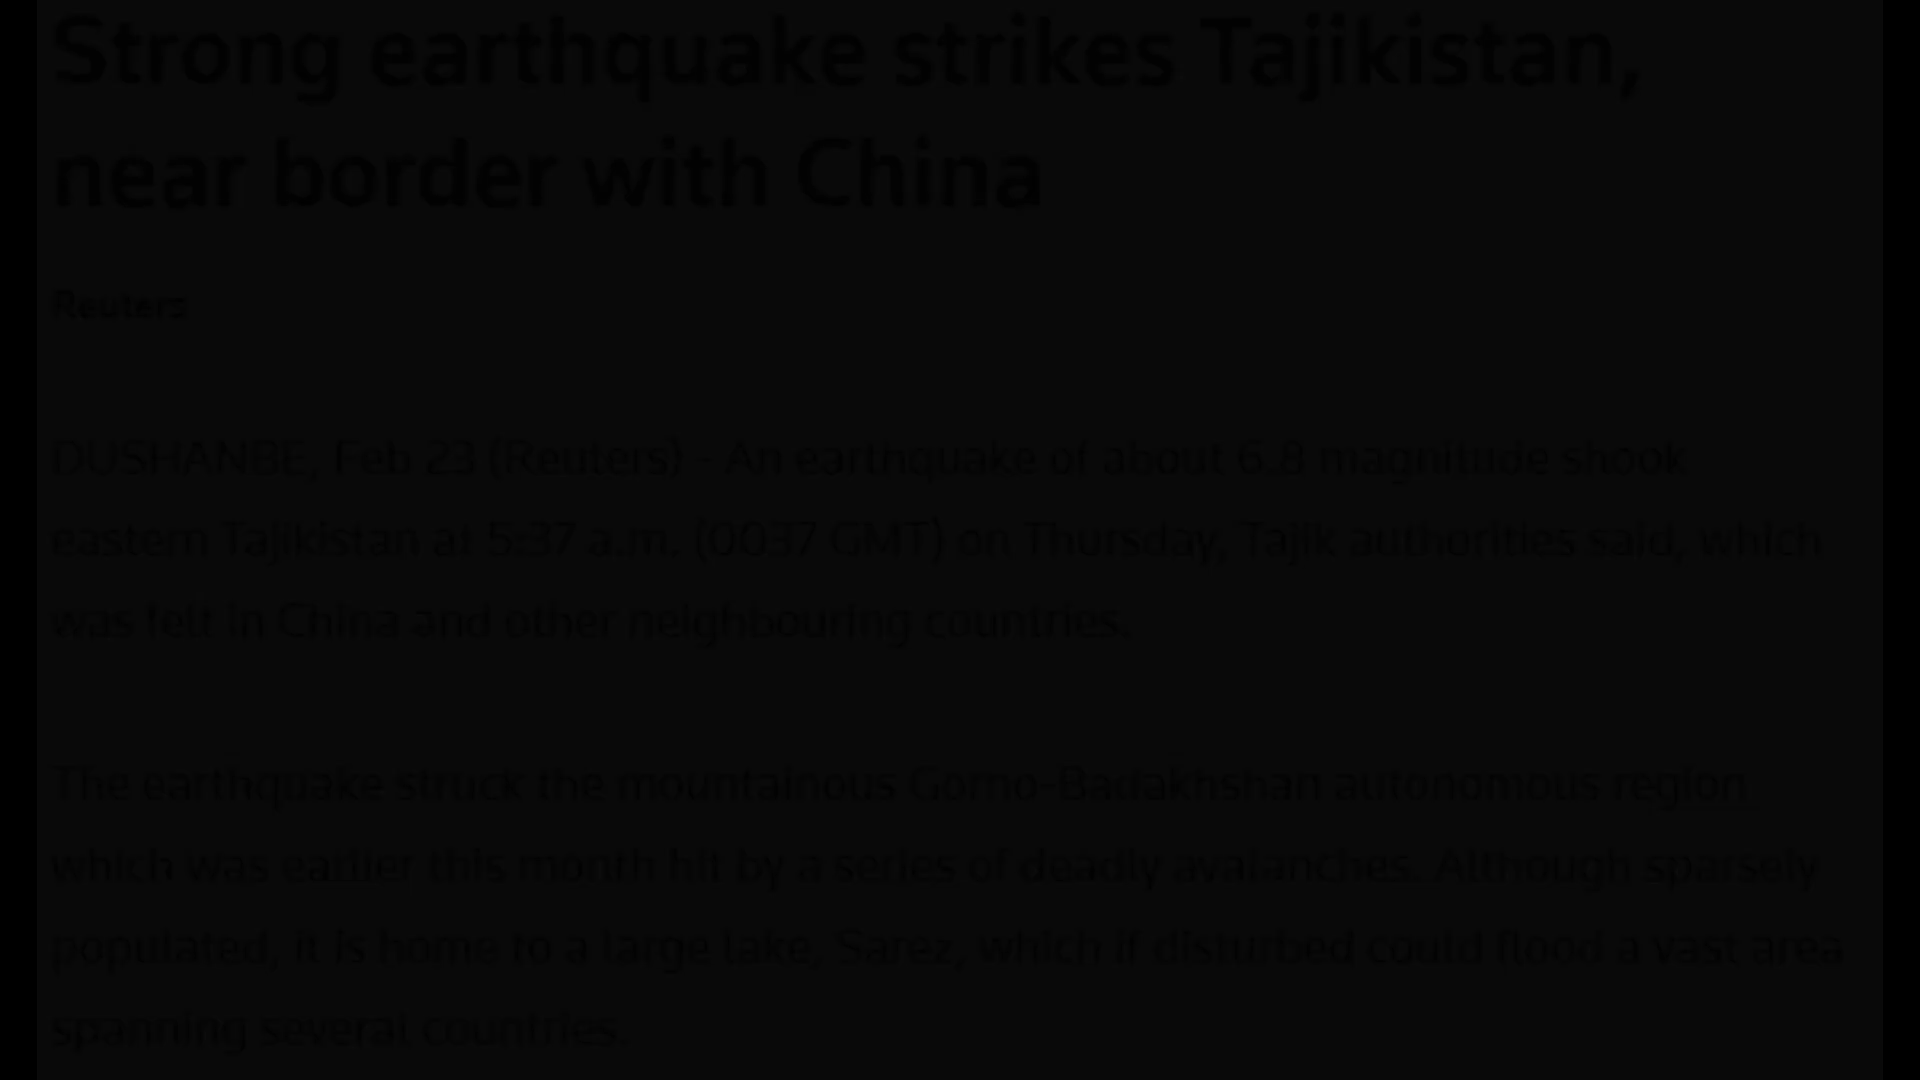 Strong earthquake strikes Tajikistan,
near border with China
Reuters
DUSHANBE, Feb 23 (Reuters) - An earthquake of about 6.8 magnitude shook
eastern Tajikistan at 5:37 a.m. (0037 GMT) on Thursday, Tajik authorities said, which
was felt in China and other neighbouring countries.
The earthquake struck the mountainous Gorno-Badakhshan autonomous region
which was earlier this month hit by a series of deadly avalanches. Although sparsely
populated, it is home to a large lake, Sarez, which if disturbed could flood a vast area
spanning several countries.